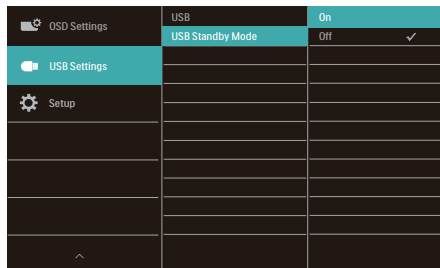 OSD Settings
USB Settings
Setup
USB
USB Standby Mode
On
Off